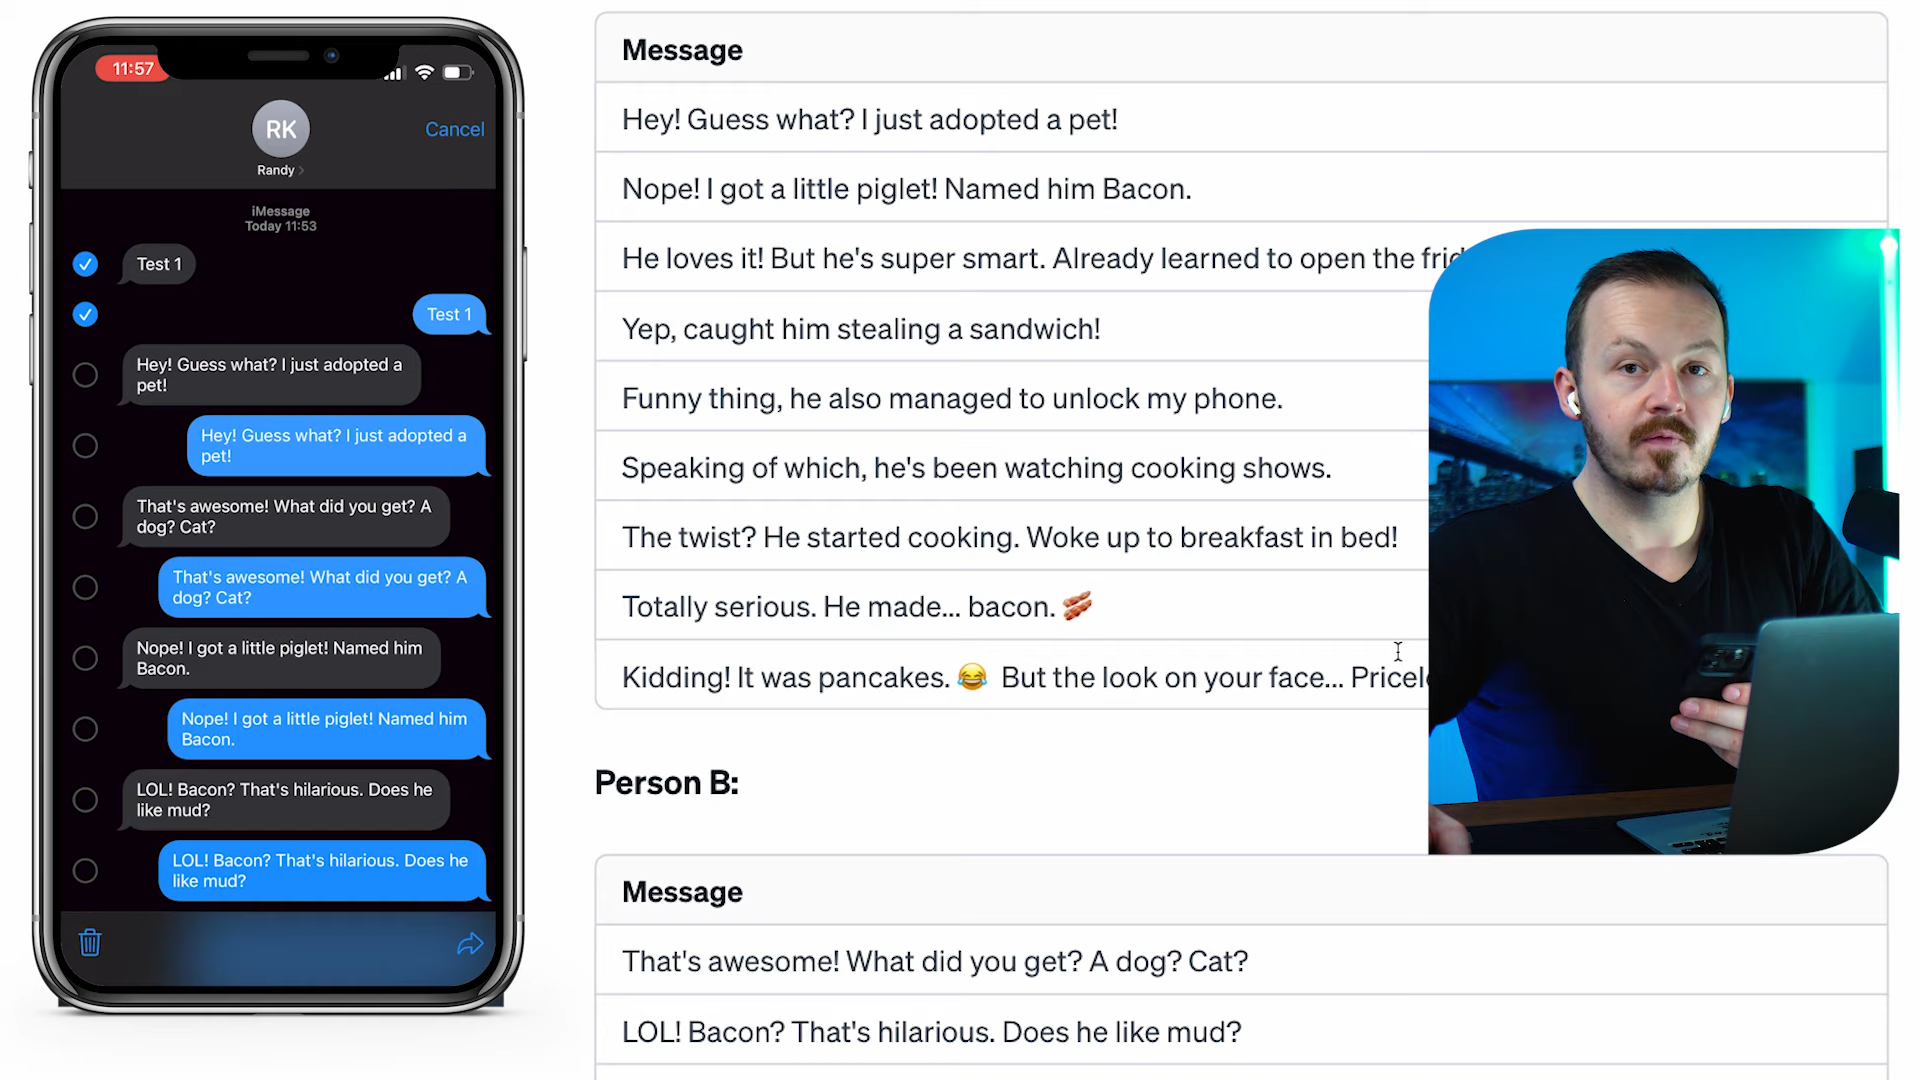 11:57
RK
Cancel
Randy
iMessage
Today 11:53
Test 1
Test 1
Hey! Guess what? I just adopted a
pet!
Hey! Guess what? I just adopted a
pet!
That's awesome! What did you get? A
dog? Cat?
That's awesome! What did you get? A
dog? Cat?
Nope! I got a little piglet! Named him
Bacon.
Nope! I got a little piglet! Named him
Bacon.
LOL! Bacon? That's hilarious. Does he
like mud?
LOL! Bacon? That's hilarious. Does he
like mud?
Message
Hey! Guess what? I just adopted a pet!
Nope! I got a little piglet! Named him Bacon.
He loves it! But he's super smart. Already learned to open the
Yep, caught him stealing a sandwich!
Funny thing, he also managed to unlock my phone.
Speaking of which, he's been watching cooking shows.
The twist? He started cooking. Woke up to breakfast in bed!
Totally serious. He made... bacon. 🥓
Kidding! It was pancakes. 😂 But the look on your face...
Person B:
Message
That's awesome! What did you get? A dog? Cat?
LOL! Bacon? That's hilarious. Does he like mud?